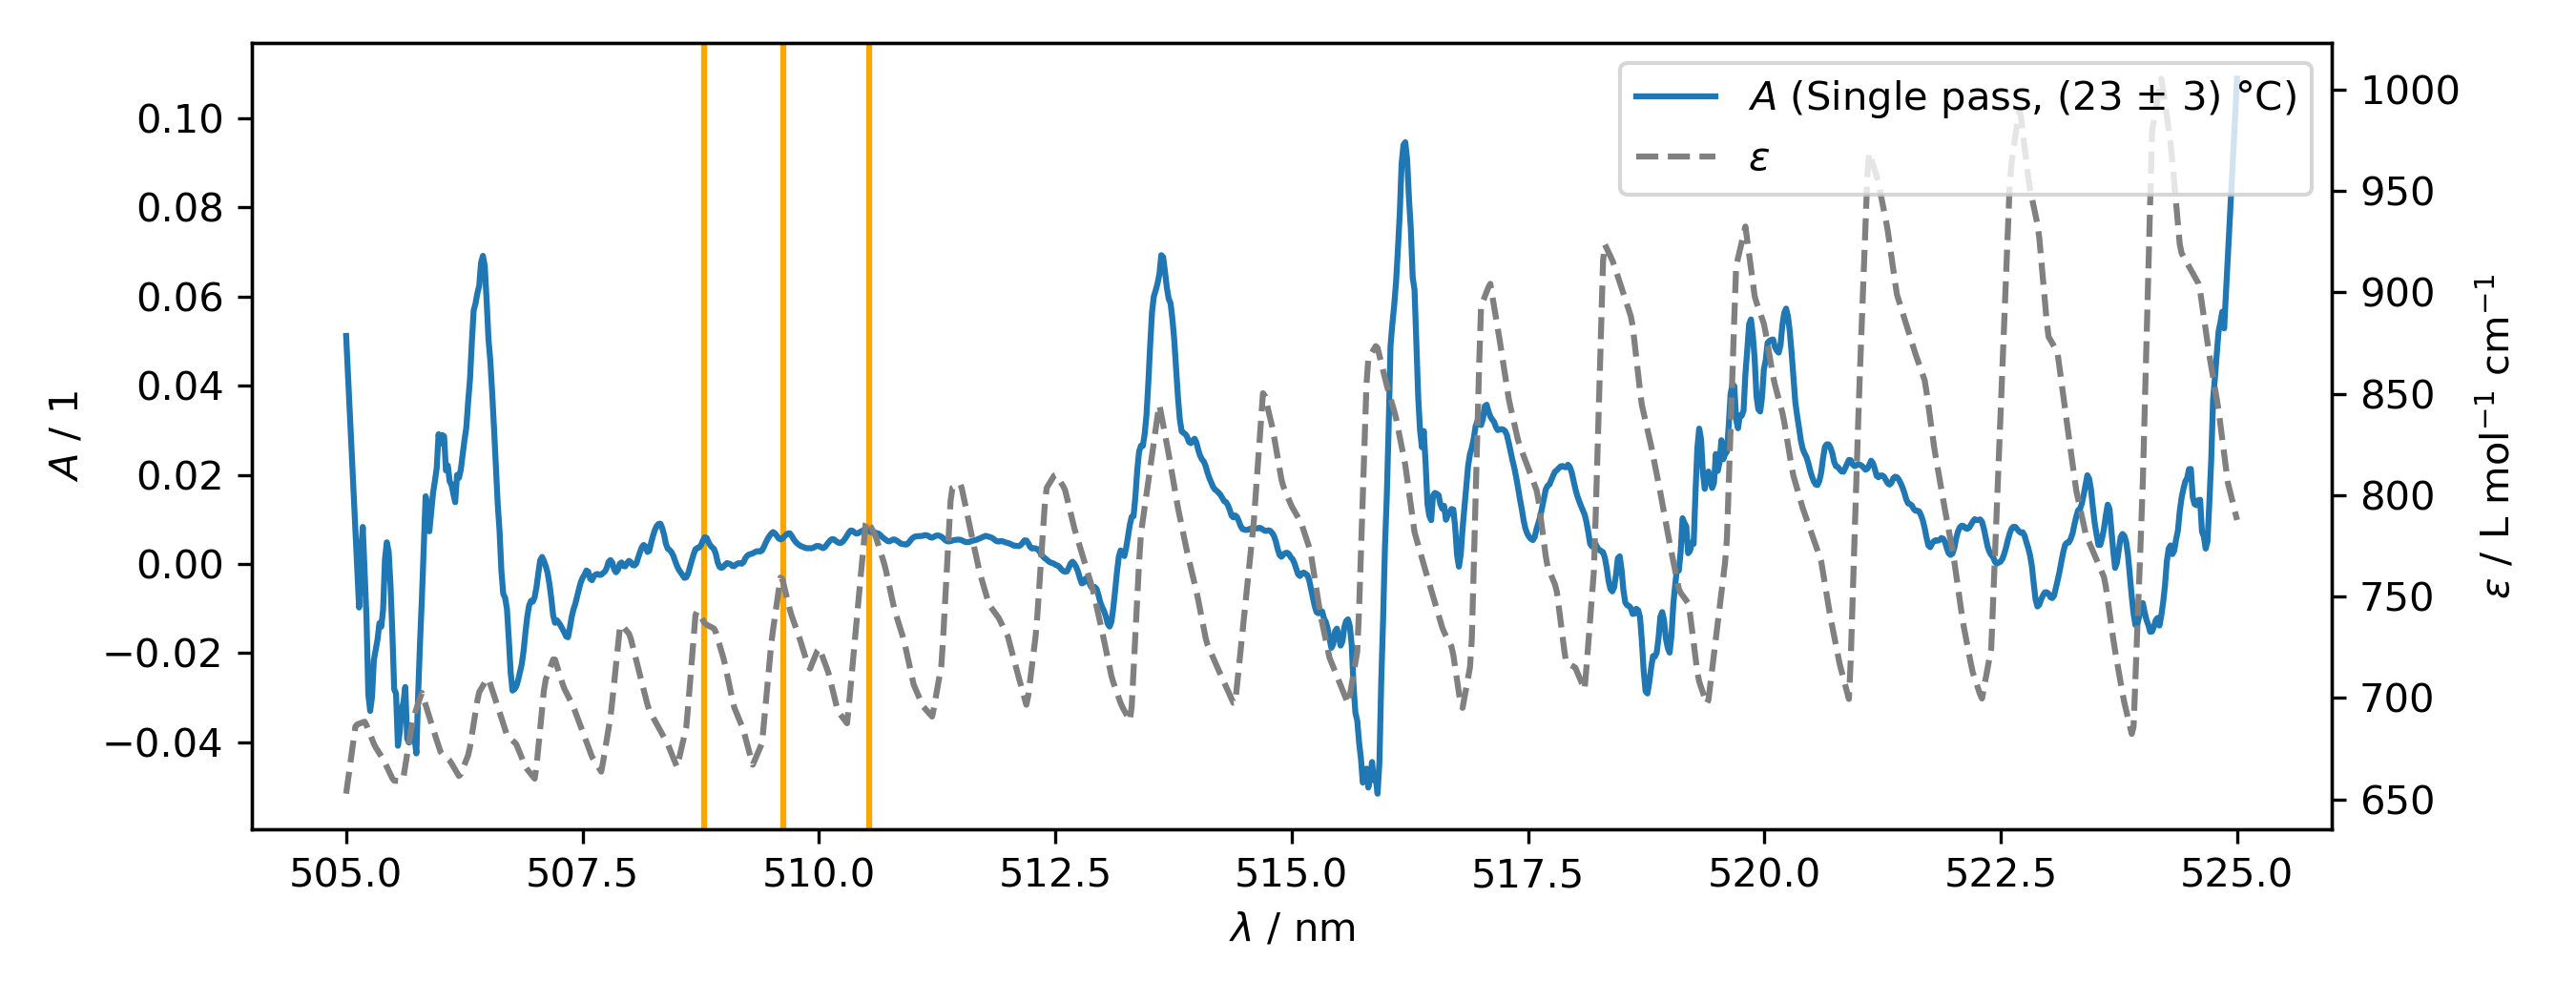 A (Single pass, (23 ± 3) °C)
ε
0.10
0.08
0.06
0.04
0.02
0.00
−0.02
−0.04
A / 1
1000
950
900
850
800
750
700
650
ε / L mol⁻¹ cm⁻¹
505.0 507.5 510.0 512.5 515.0 517.5 520.0 522.5 525.0
λ / nm